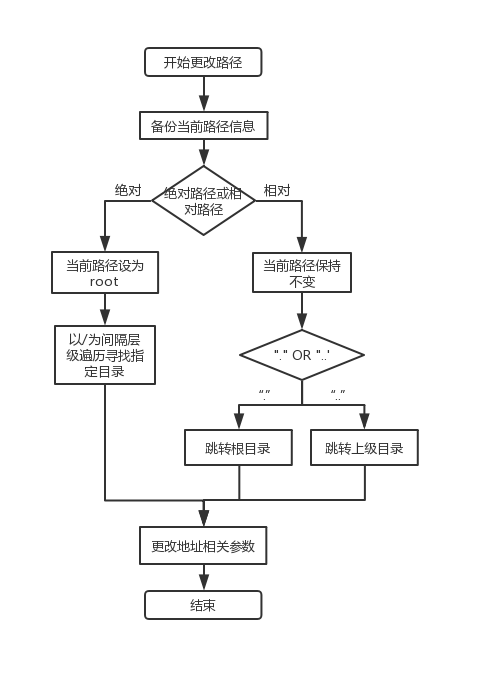 开始更改路径
备份当前路径信息
绝对路径或相
对路径
绝对
相对
当前路径设为
root
当前路径保持
不变
以/为间隔层
级遍历寻找指
定目录
"." OR "..'
“.”
“..”
跳转根目录
跳转上级目录
更改地址相关参数
结束